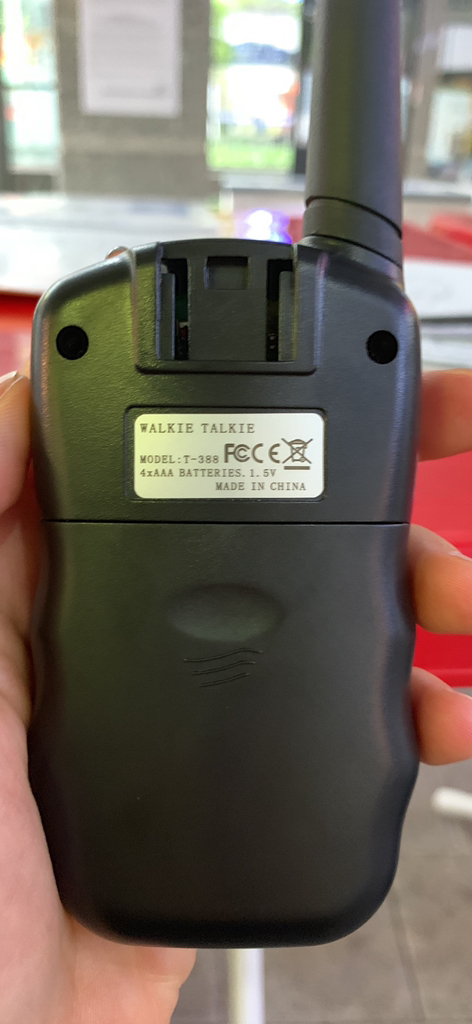 WALKIE TALKIE
MODEL:T-388 FC CE
4xAAA BATTERIES, 1.5V
MADE IN CHINA